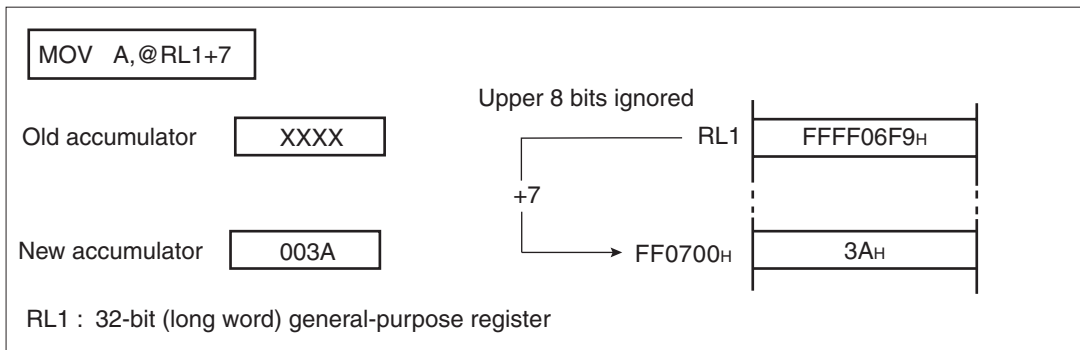 MOV A,@RL1+7
Upper 8 bits ignored
Old accumulator XXXX RL1 FFFF06F9H
+7
New accumulator 003A FF0700H 3AH
RL1 : 32-bit (long word) general-purpose register